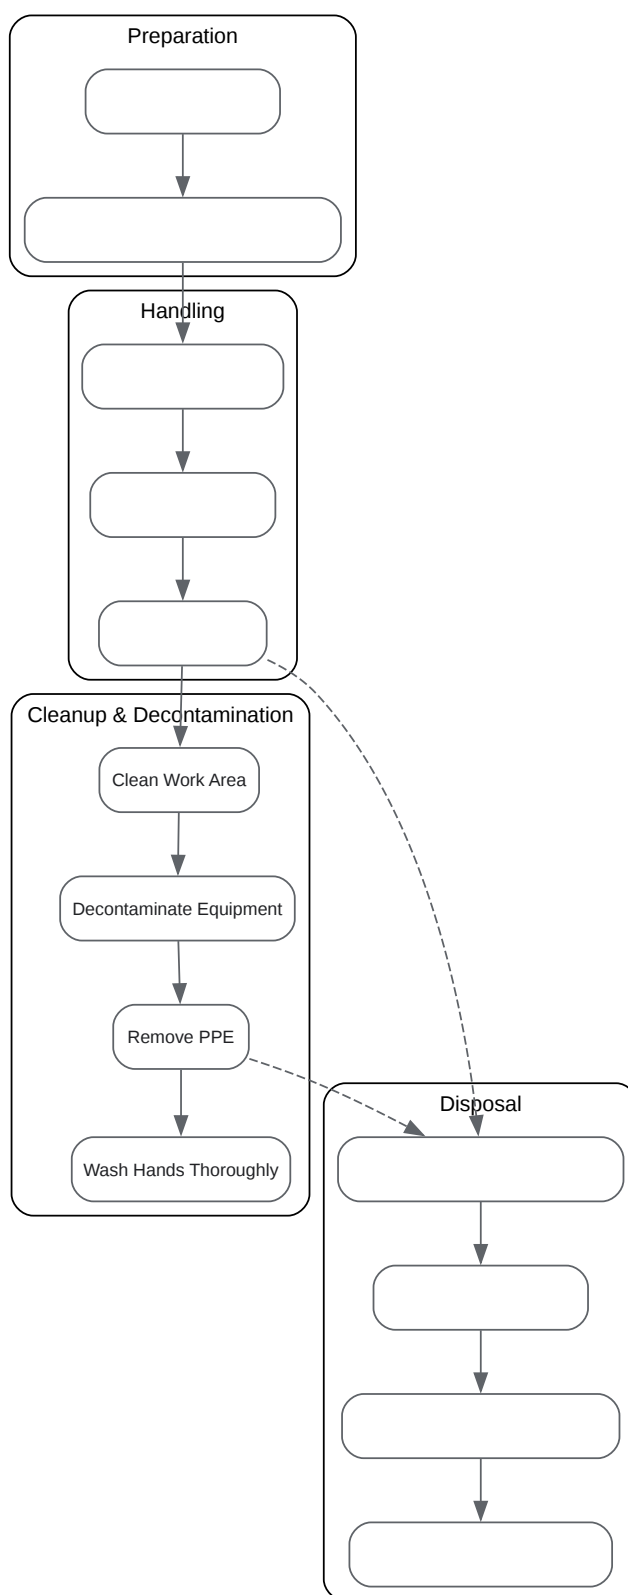 Preparation
Handling
Cleanup & Decontamination
Clean Work Area
Decontaminate Equipment
Remove PPE
Wash Hands Thoroughly
Disposal